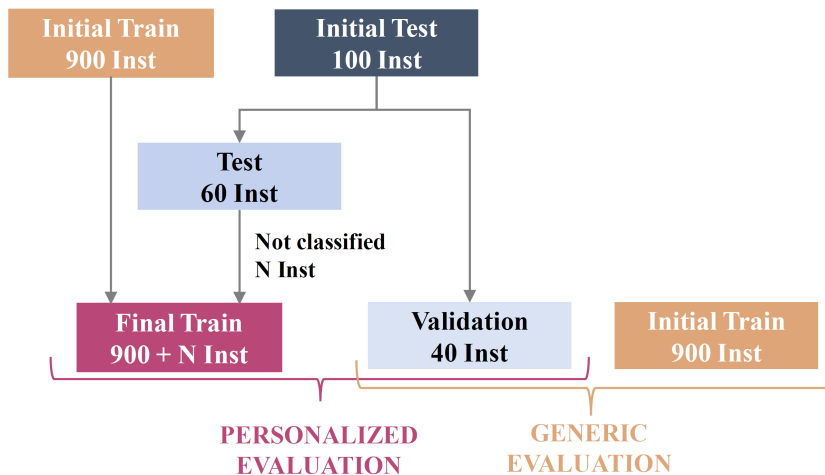 Initial Train
900 Inst
Initial Test
100 Inst
Test
60 Inst
Not classified
N Inst
Final Train
900 + N Inst
Validation
40 Inst
Initial Train
900 Inst
PERSONALIZED
EVALUATION
GENERIC
EVALUATION